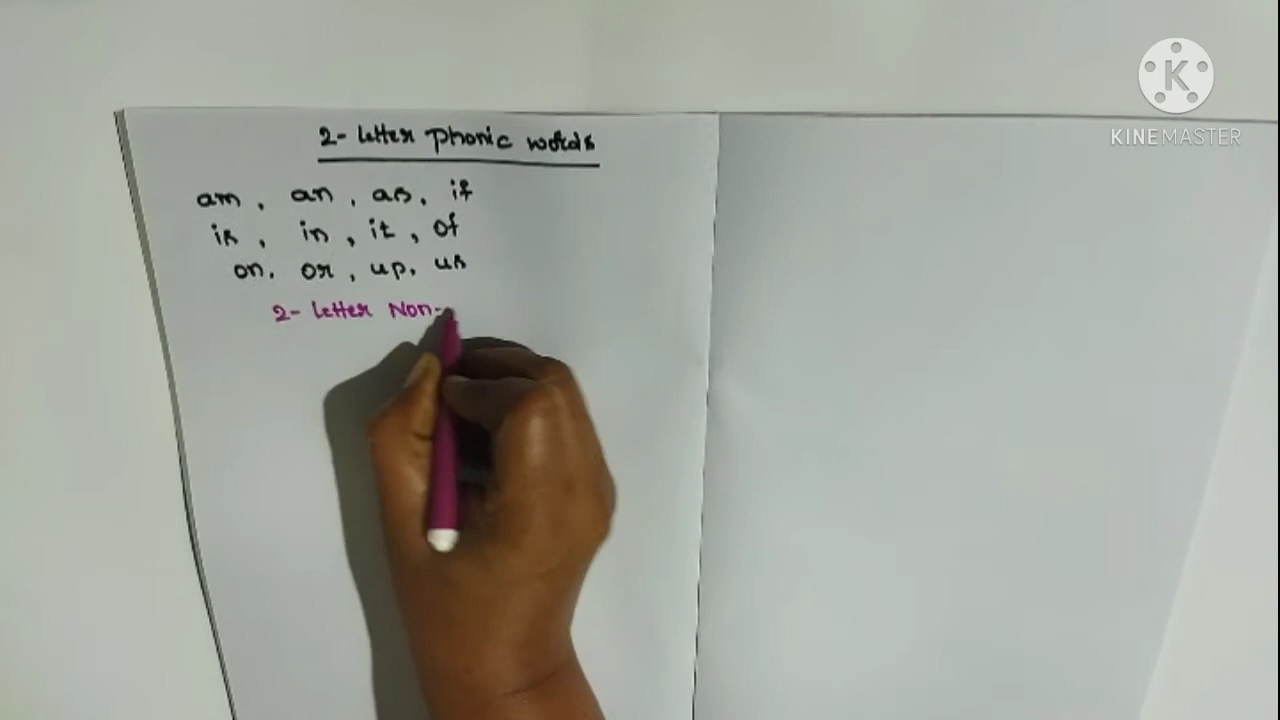 2- letter phonic words
am, an, as, if
is, in, it, of
on, or, up, us
2- letter Non-
K
KINEMASTER